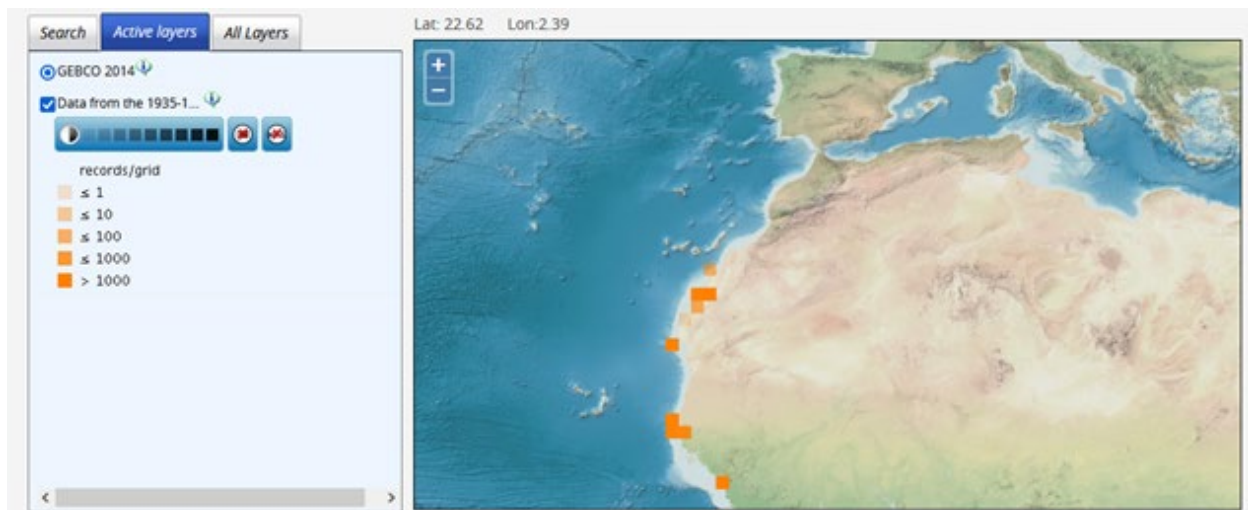 Search Active layers All Layers
Lat: 22.62 Lon:2.39
GEBCO 2014
Data from the 1935-1...
records/grid
≤ 1
≤ 10
≤ 100
≤ 1000
> 1000
+
−